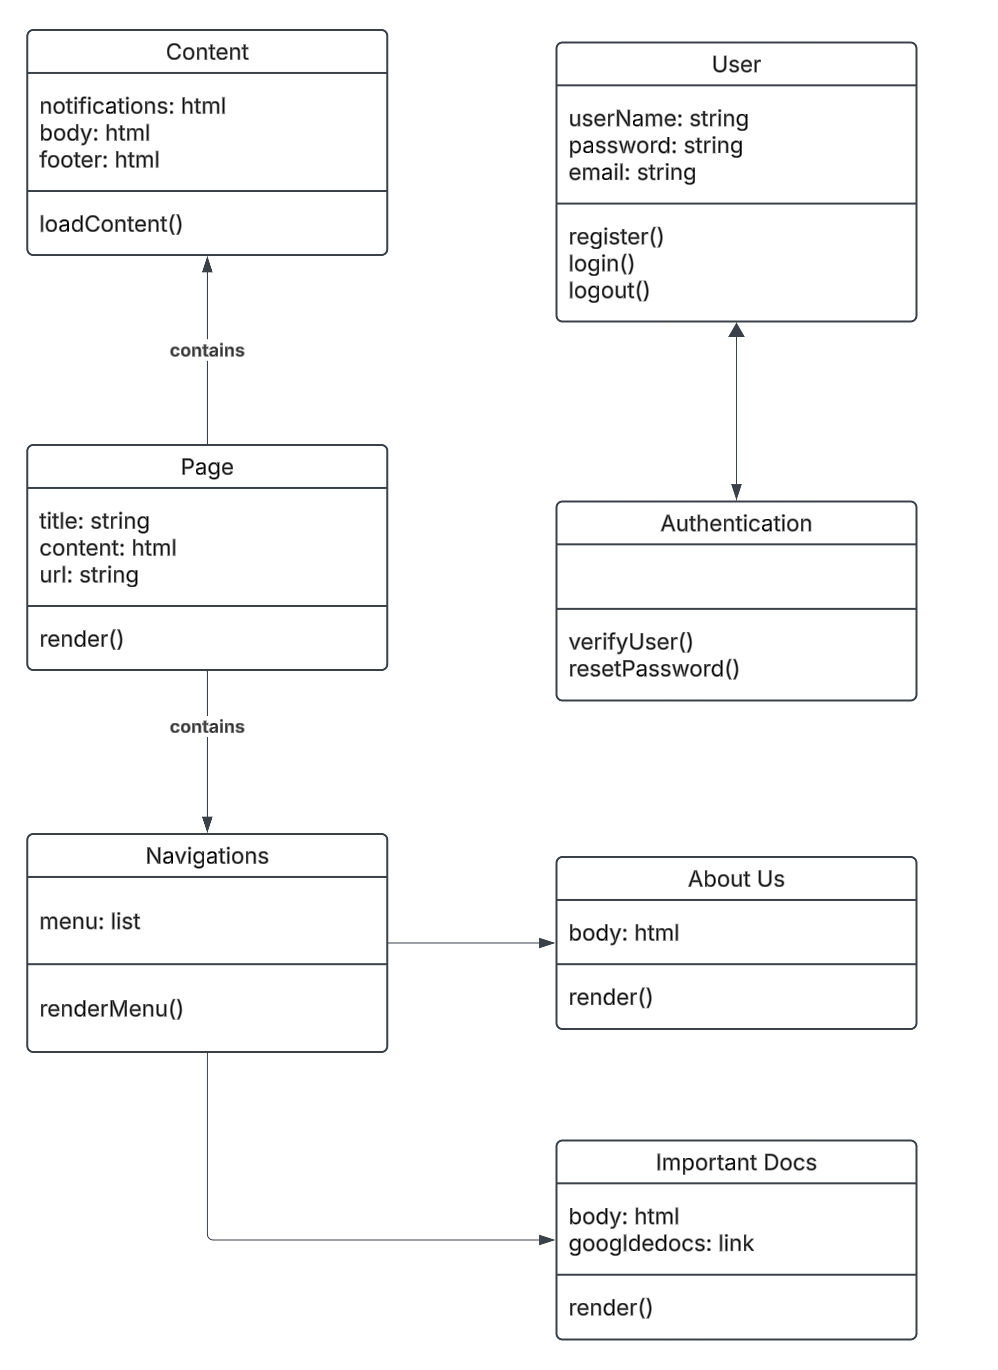 Content
notifications: html
body: html
footer: html
loadContent()
User
userName: string
password: string
email: string
register()
login()
logout()
contains
Page
title: string
content: html
url: string
render()
Authentication
verifyUser()
resetPassword()
contains
Navigations
menu: list
renderMenu()
About Us
body: html
render()
Important Docs
body: html
googldedocs: link
render()